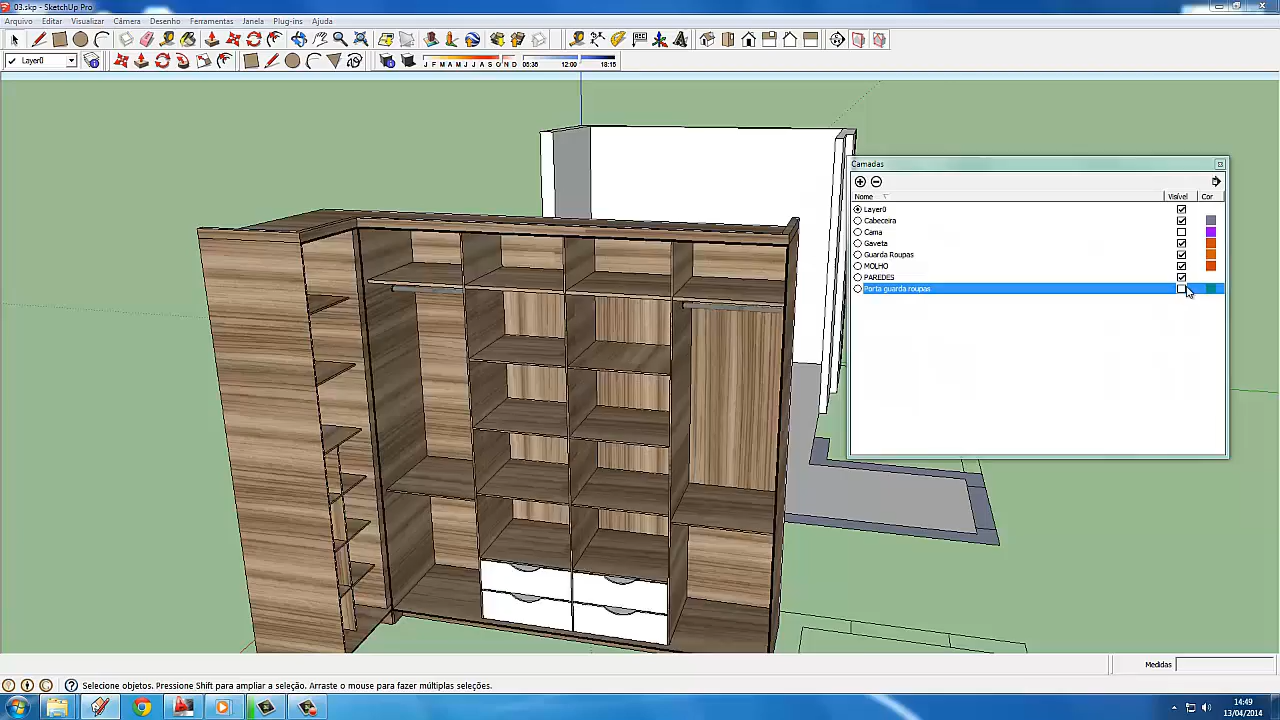 03.skp - SketchUp Pro
Arquivo Editar Visualizar Câmera Desenho Ferramentas Janela Plug-ins Ajuda
Layer0
J F M A M J J A S O N D 06:36 12:00 18:15
Camadas
Nome Visível Cor
Layer0
Cabeceira
Cama
Gaveta
Guarda Roupas
MOLHO
PAREDES
Porta guarda roupas
Medidas
Selecione objetos. Pressione Shift para ampliar a seleção. Arraste o mouse para fazer múltiplas seleções.
14:49
13/04/2014